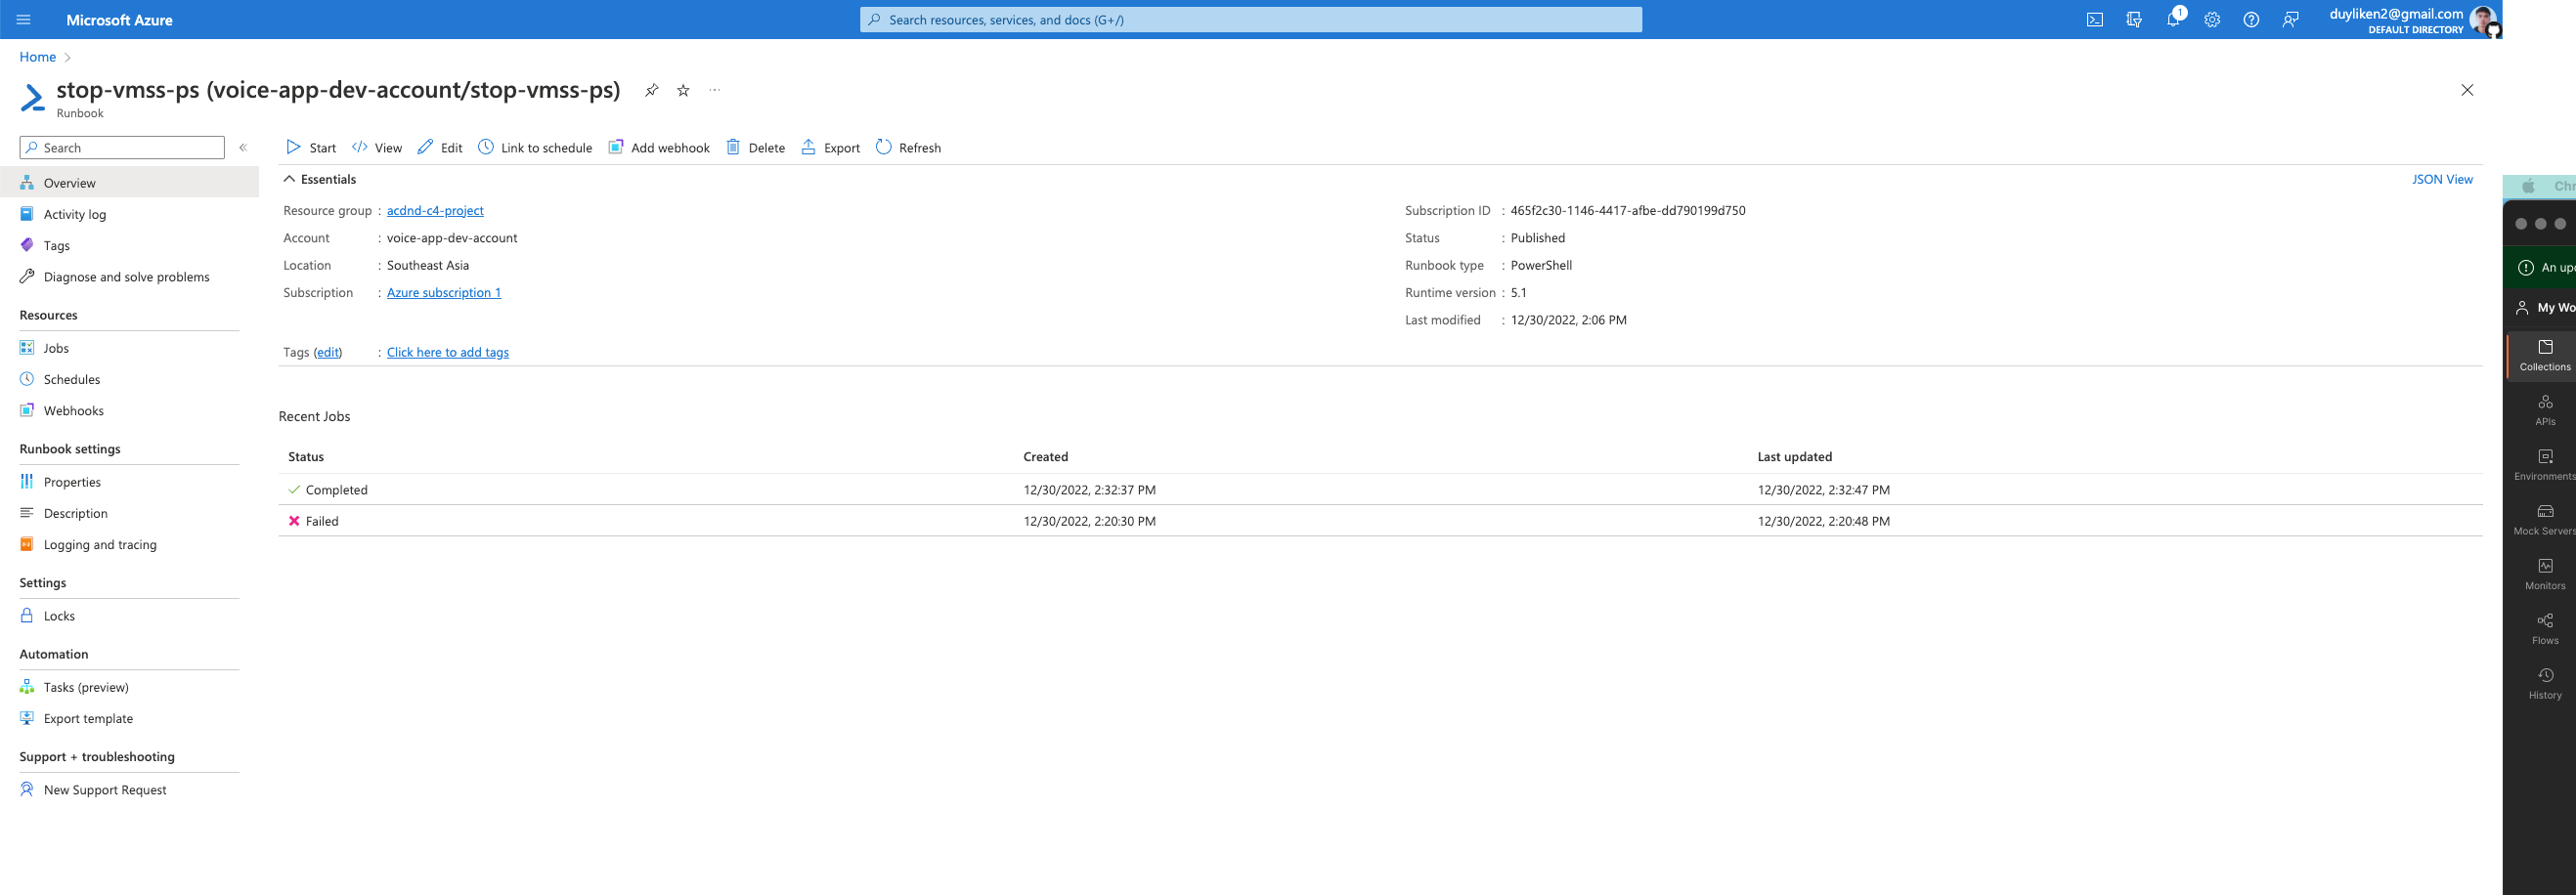 Microsoft Azure
Search resources, services, and docs (G+/)
1
duyliken2@gmail.com
DEFAULT DIRECTORY
Home
stop-vmss-ps (voice-app-dev-account/stop-vmss-ps)
Runbook
Search
Start
View
Edit
Link to schedule
Add webhook
Delete
Export
Refresh
Overview
Activity log
Tags
Diagnose and solve problems
Resources
Jobs
Schedules
Webhooks
Runbook settings
Properties
Description
Logging and tracing
Settings
Locks
Automation
Tasks (preview)
Export template
Support + troubleshooting
New Support Request
Essentials
JSON View
Resource group : acdnd-c4-project
Account : voice-app-dev-account
Location : Southeast Asia
Subscription : Azure subscription 1
Subscription ID : 465f2c30-1146-4417-afbe-dd790199d750
Status : Published
Runbook type : PowerShell
Runtime version : 5.1
Last modified : 12/30/2022, 2:06 PM
Tags (edit) : Click here to add tags
Recent Jobs
Status Created Last updated
Completed 12/30/2022, 2:32:37 PM 12/30/2022, 2:32:47 PM
Failed 12/30/2022, 2:20:30 PM 12/30/2022, 2:20:48 PM
Chr
An upd
My Wo
Collections
APIs
Environments
Mock Servers
Monitors
Flows
History